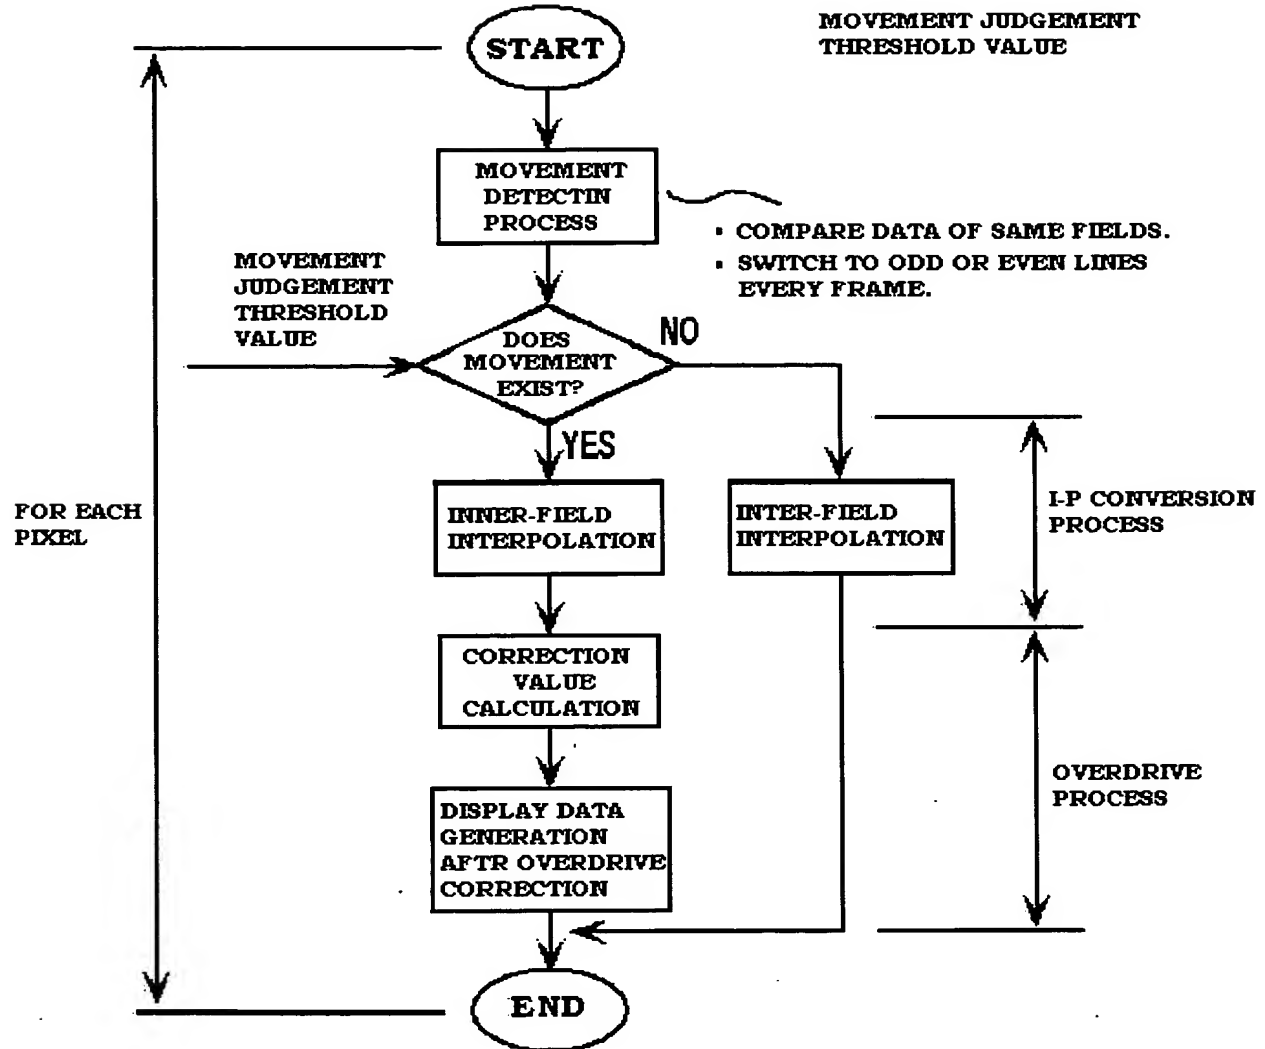 MOVEMENT JUDGEMENT
THRESHOLD VALUE
START
MOVEMENT
DETECTIN
PROCESS
▪ COMPARE DATA OF SAME FIELDS.
▪ SWITCH TO ODD OR EVEN LINES
EVERY FRAME.
MOVEMENT
JUDGEMENT
THRESHOLD
VALUE
DOES
MOVEMENT
EXIST?
NO
YES
FOR EACH
PIXEL
INNER-FIELD
INTERPOLATION
INTER-FIELD
INTERPOLATION
I-P CONVERSION
PROCESS
CORRECTION
VALUE
CALCULATION
OVERDRIVE
PROCESS
DISPLAY DATA
GENERATION
AFTR OVERDRIVE
CORRECTION
END